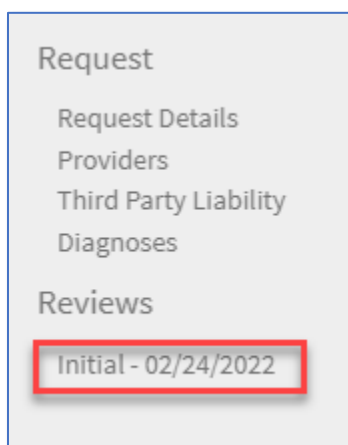 Request
Request Details
Providers
Third Party Liability
Diagnoses
Reviews
Initial - 02/24/2022